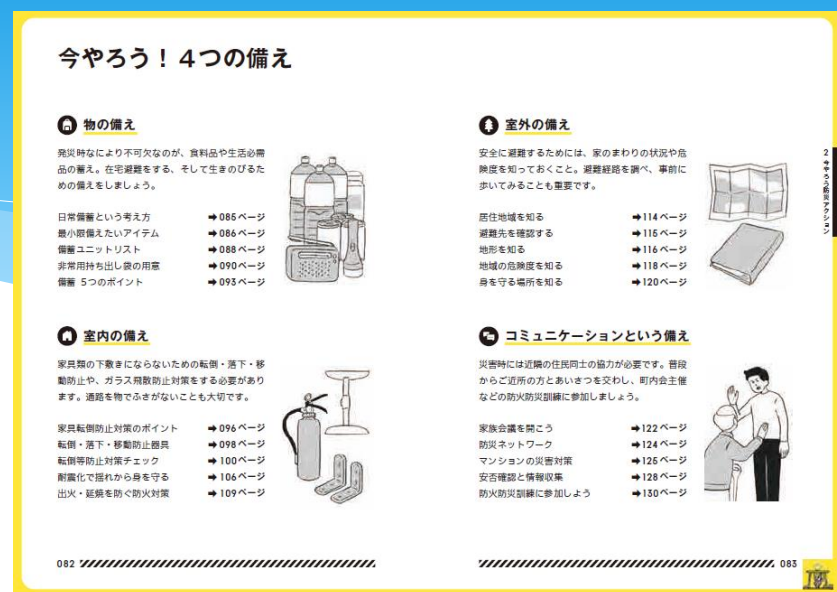 今やろう！４つの備え
物の備え
発災時なにより不可欠なのが、食料品や生活必需
品の蓄え。在宅避難をする、そして生きのびるた
めの備えをしましょう。
日常備蓄という考え方 ➡085ページ
最小限備えたいアイテム ➡086ページ
備蓄ユニットリスト ➡088ページ
非常用持ち出し袋の用意 ➡090ページ
備蓄 5つのポイント ➡093ページ
室内の備え
家具類の下敷きにならないための転倒・落下・移
動防止や、ガラス飛散防止対策をする必要があり
ます。通路を物でふさがないことも大切です。
家具転倒防止対策のポイント ➡096ページ
転倒・落下・移動防止器具 ➡098ページ
転倒等防止対策チェック ➡100ページ
耐震化で揺れから身を守る ➡106ページ
出火・延焼を防ぐ防火対策 ➡109ページ
082
室外の備え
安全に避難するためには、家のまわりの状況や危
険度を知っておくこと。避難経路を調べ、事前に
歩いてみることも重要です。
居住地域を知る ➡114ページ
避難先を確認する ➡115ページ
地形を知る ➡116ページ
地域の危険度を知る ➡118ページ
身を守る場所を知る ➡120ページ
コミュニケーションという備え
災害時には近隣の住民同士の協力が必要です。普段
からご近所の方とあいさつを交わし、町内会主催
などの防火防災訓練に参加しましょう。
家族会議を開こう ➡122ページ
防災ネットワーク ➡124ページ
マンションの災害対策 ➡125ページ
安否確認と情報収集 ➡128ページ
防火防災訓練に参加しよう ➡130ページ
083
2 今やろう防災アクション